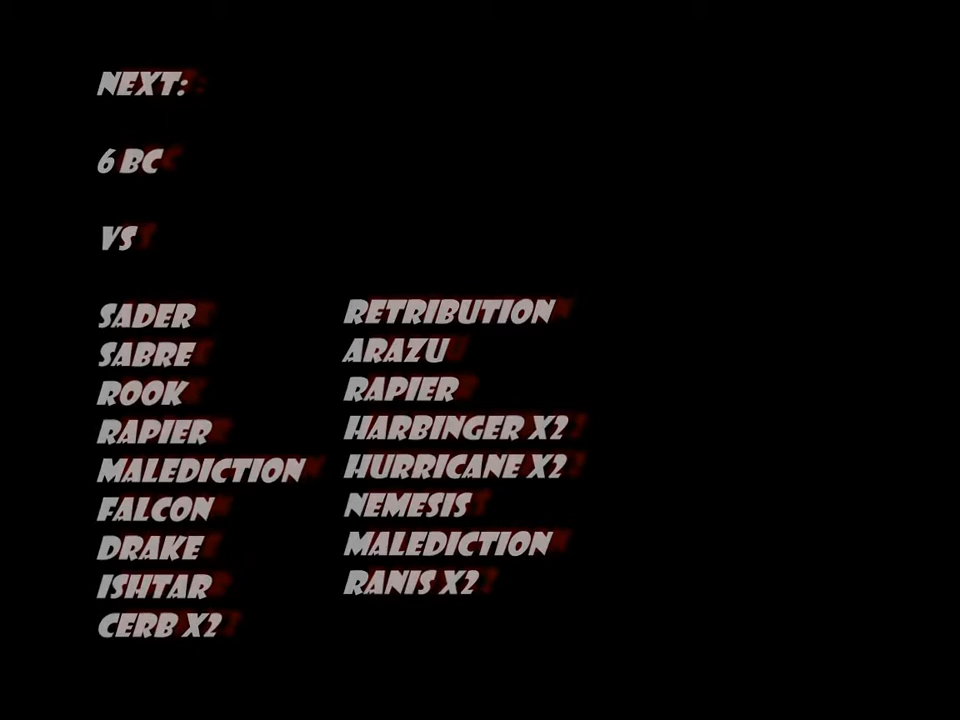 NEXT:
6 BC
VS
SADER
SABRE
ROOK
RAPIER
MALEDICTION
FALCON
DRAKE
ISHTAR
CERB X2
RETRIBUTION
ARAZU
RAPIER
HARBINGER X2
HURRICANE X2
NEMESIS
MALEDICTION
RANIS X2